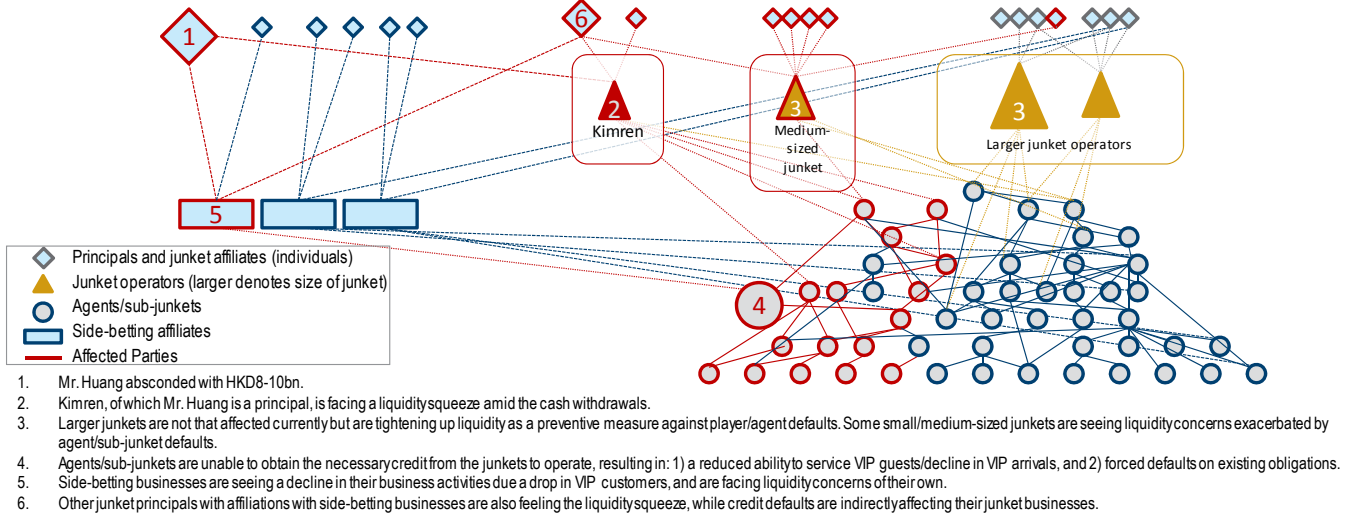 1
6
2
3
3
Kimren
Medium-
sized
junket
Larger junket operators
5
4
Principals and junket affiliates (individuals)
Junket operators (larger denotes size of junket)
Agents/sub-junkets
Side-betting affiliates
Affected Parties
1. Mr. Huang absconded with HKD8-10bn.
2. Kimren, of which Mr. Huang is a principal, is facing a liquidity squeeze amid the cash withdrawals.
3. Larger junkets are not that affected currently but are tightening up liquidity as a preventive measure against player/agent defaults. Some small/medium-sized junkets are seeing liquidity concerns exacerbated by
agent/sub-junket defaults.
4. Agents/sub-junkets are unable to obtain the necessary credit from the junkets to operate, resulting in: 1) a reduced ability to service VIP guests/decline in VIP arrivals, and 2) forced defaults on existing obligations.
5. Side-betting businesses are seeing a decline in their business activities due a drop in VIP customers, and are facing liquidity concerns of their own.
6. Other junket principals with affiliations with side-betting businesses are also feeling the liquidity squeeze, while credit defaults are indirectly affecting their junket businesses.